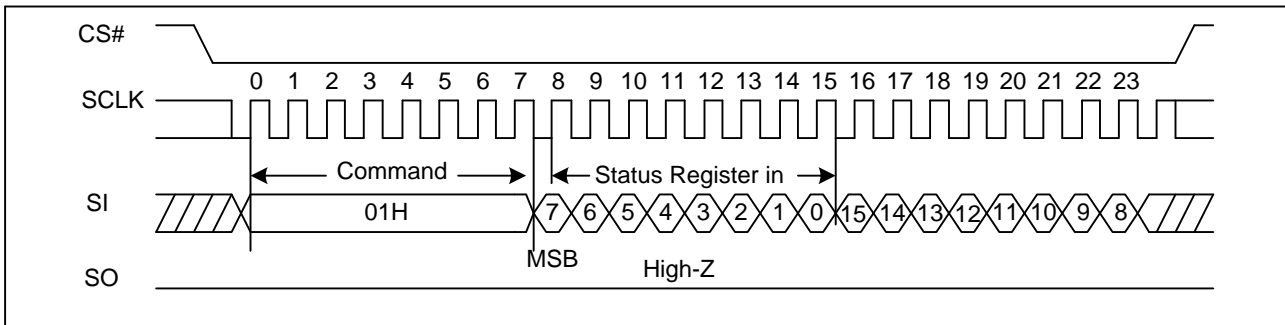 CS#
0 1 2 3 4 5 6 7 8 9 10 11 12 13 14 15 16 17 18 19 20 21 22 23
SCLK
Command Status Register in
SI 01H 7 6 5 4 3 2 1 0 15 14 13 12 11 10 9 8
MSB High-Z
SO